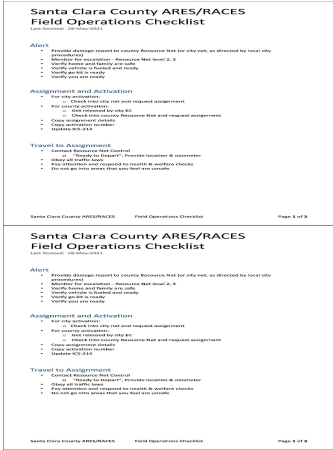 Santa Clara County ARES/RACES
Field Operations Checklist
Last Revised: 28-May-2021
Alert
• Provide damage report to county Resource Net (or city net, as directed by local city
procedures)
• Monitor for escalation - Resource Net level 2, 3
• Verify home and family are safe
• Verify vehicle is fueled and ready
• Verify go kit is ready
• Verify you are ready
Assignment and Activation
• For city activation:
o Check into city net and request assignment
• For county activation:
o Get released by city EC
o Check into county Resource Net and request assignment
• Copy assignment details
• Copy activation number
• Update ICS-214
Travel to Assignment
• Contact Resource Net Control
o "Ready to Depart", Provide location & odometer
• Obey all traffic laws
• Pay attention and respond to health & welfare checks
• Do not go into areas that you feel are unsafe
Santa Clara County ARES/RACES Field Operations Checklist Page 1 of 3
Santa Clara County ARES/RACES
Field Operations Checklist
Last Revised: 28-May-2021
Alert
• Provide damage report to county Resource Net (or city net, as directed by local city
procedures)
• Monitor for escalation - Resource Net level 2, 3
• Verify home and family are safe
• Verify vehicle is fueled and ready
• Verify go kit is ready
• Verify you are ready
Assignment and Activation
• For city activation:
o Check into city net and request assignment
• For county activation:
o Get released by city EC
o Check into county Resource Net and request assignment
• Copy assignment details
• Copy activation number
• Update ICS-214
Travel to Assignment
• Contact Resource Net Control
o "Ready to Depart", Provide location & odometer
• Obey all traffic laws
• Pay attention and respond to health & welfare checks
• Do not go into areas that you feel are unsafe
Santa Clara County ARES/RACES Field Operations Checklist Page 1 of 3